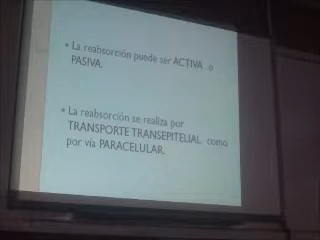 • La reabsorción puede ser ACTIVA o
PASIVA.
• La reabsorción se realiza por
TRANSPORTE TRANSEPITELIAL como
por vía PARACELULAR.